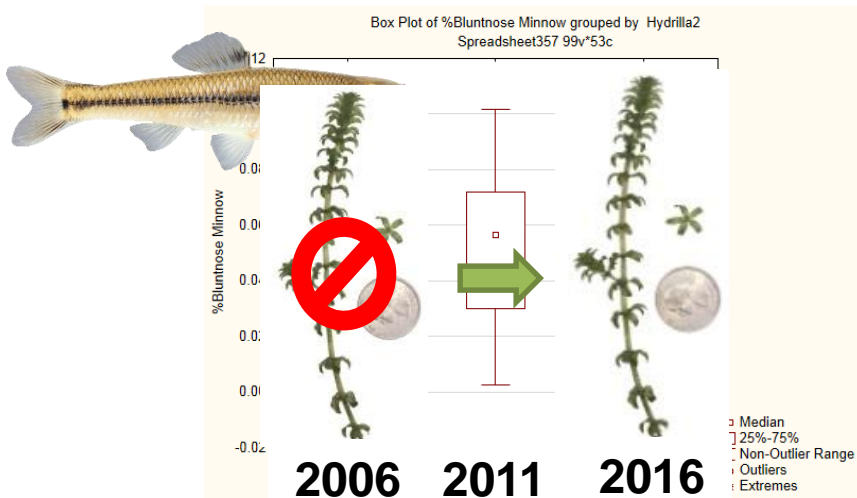 Box Plot of %Bluntnose Minnow grouped by Hydrilla2
Spreadsheet357 99v*53c
12
0.08
0.06
0.04
0.02
0.00
-0.02
%Bluntnose Minnow
Median
25%-75%
Non-Outlier Range
Outliers
Extremes
2006 2011 2016